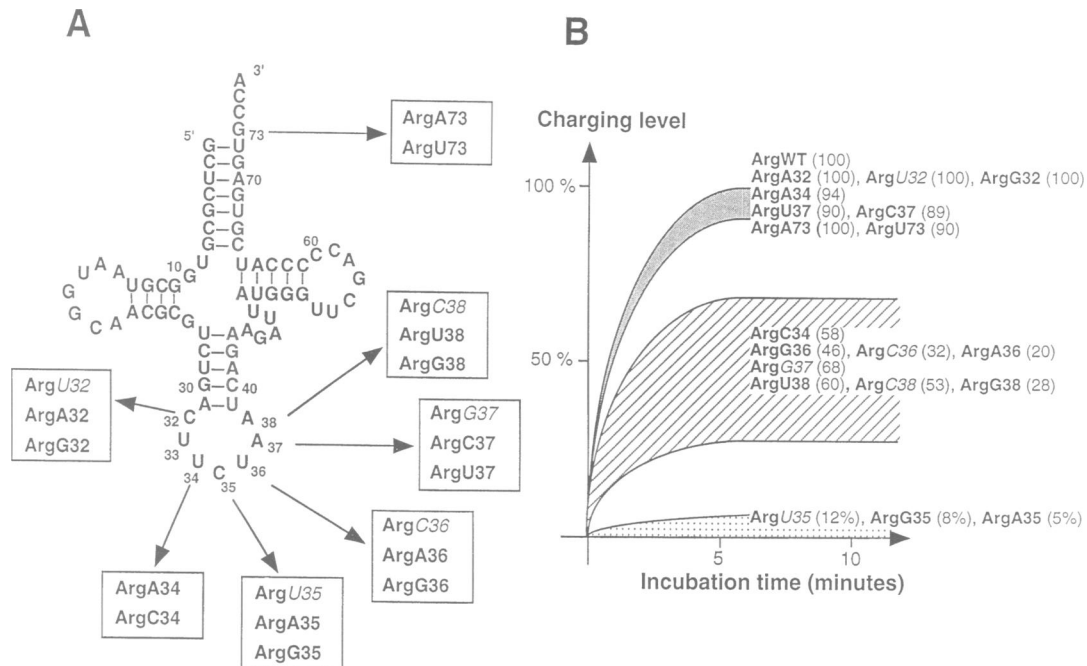 A
3'
A
C
C
5'
G 73
G U
C G
U A 70
C G
G U
C G
G C
U
10
60
U A C C C C C A G C
A A U G C G G
U
G
G C A A C G C G
A U G G G U U
U U A G A
U A
C G
U A
30 G C 40
A U
32 C A 38
33 U A 37
34 U U 36
C 35
ArgA73
ArgU73
ArgC38
ArgU38
ArgG38
ArgU32
ArgA32
ArgG32
ArgG37
ArgC37
ArgU37
ArgC36
ArgA36
ArgG36
ArgA34
ArgC34
ArgU35
ArgA35
ArgG35
B
Charging level
100 %
50 %
ArgWT (100)
ArgA32 (100), ArgU32 (100), ArgG32 (100)
ArgA34 (94)
ArgU37 (90), ArgC37 (89)
ArgA73 (100), ArgU73 (90)
ArgC34 (58)
ArgG36 (46), ArgC36 (32), ArgA36 (20)
ArgG37 (68)
ArgU38 (60), ArgC38 (53), ArgG38 (28)
ArgU35 (12%), ArgG35 (8%), ArgA35 (5%)
5
10
Incubation time (minutes)